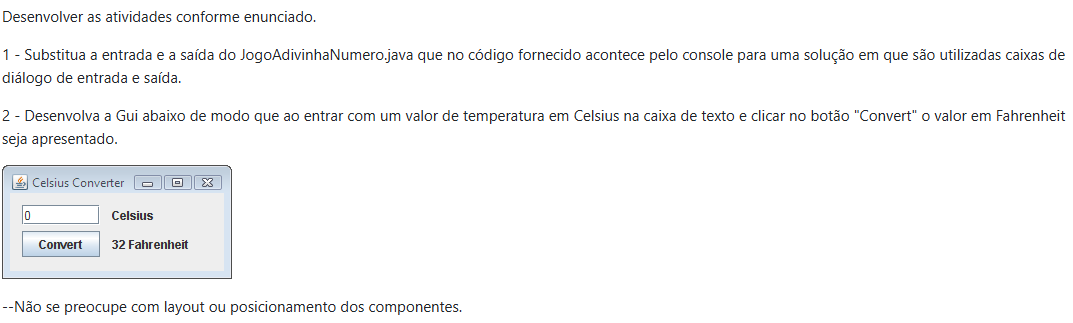 Desenvolver as atividades conforme enunciado.
1 - Substitua a entrada e a saída do JogoAdivinhaNumero.java que no código fornecido acontece pelo console para uma solução em que são utilizadas caixas de
diálogo de entrada e saída.
2 - Desenvolva a Gui abaixo de modo que ao entrar com um valor de temperatura em Celsius na caixa de texto e clicar no botão "Convert" o valor em Fahrenheit
seja apresentado.
Celsius Converter
0 Celsius
Convert 32 Fahrenheit
--Não se preocupe com layout ou posicionamento dos componentes.